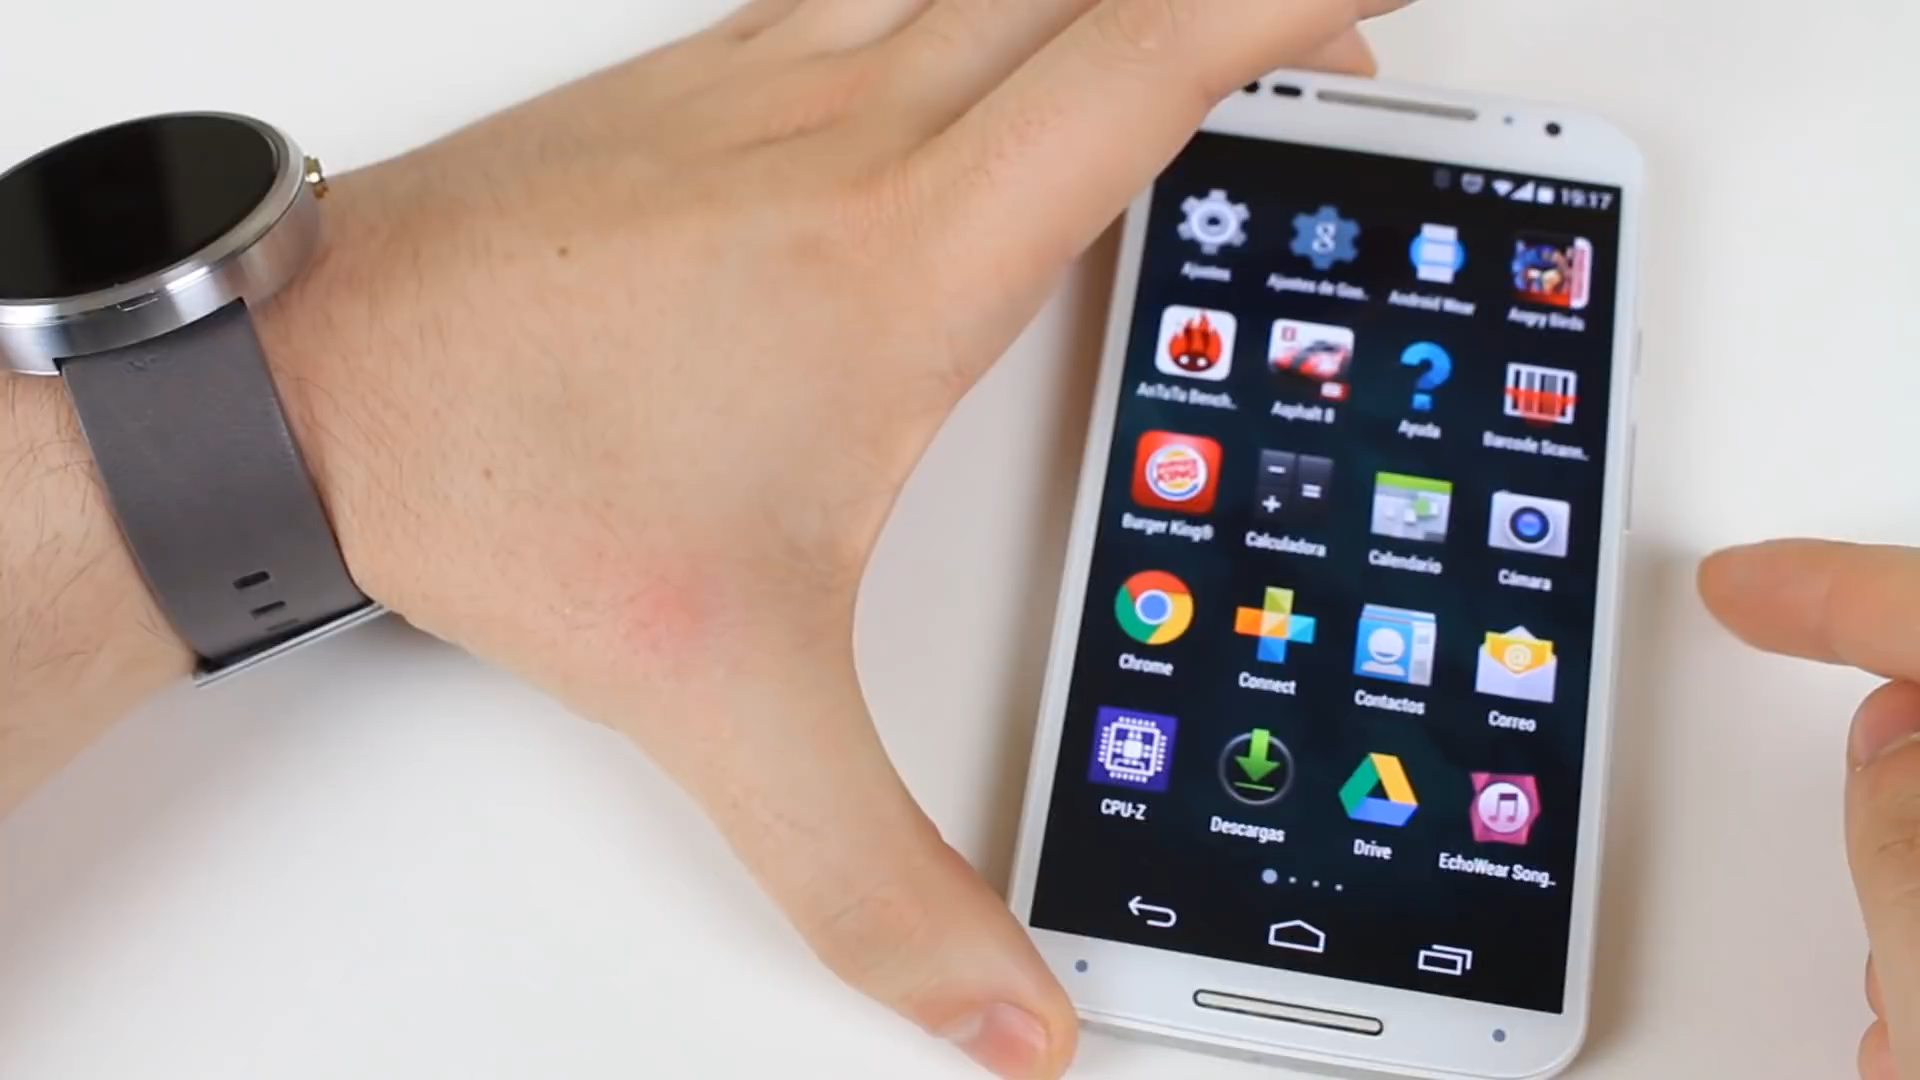 19:17
Ajustes
Ajustes de Goo..
Android Wear
Angry Birds
AnTuTu Bench..
Asphalt 8
Ayuda
Barcode Scann..
Burger King®
Calculadora
Calendario
Cámara
Chrome
Connect
Contactos
Correo
CPU-Z
Descargas
Drive
EchoWear Song..